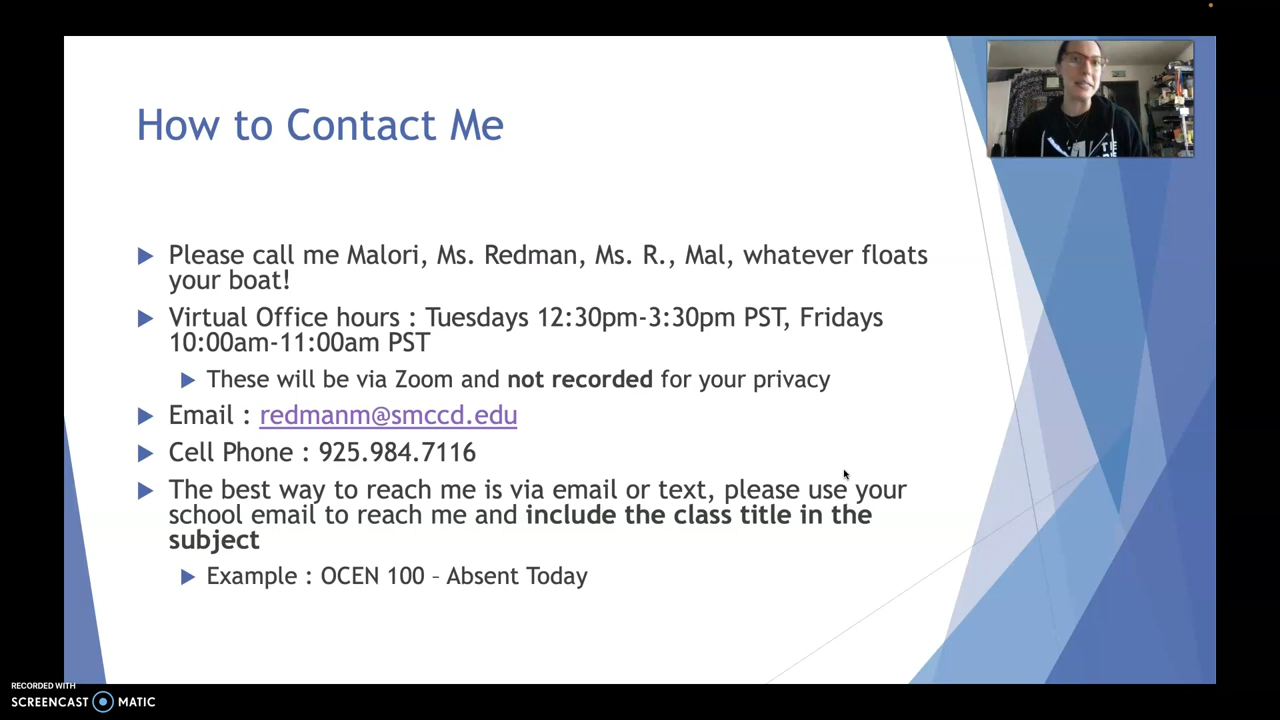 How to Contact Me
Please call me Malori, Ms. Redman, Ms. R., Mal, whatever floats
your boat!
Virtual Office hours : Tuesdays 12:30pm-3:30pm PST, Fridays
10:00am-11:00am PST
These will be via Zoom and not recorded for your privacy
Email : redmanm@smccd.edu
Cell Phone : 925.984.7116
The best way to reach me is via email or text, please use your
school email to reach me and include the class title in the
subject
Example : OCEN 100 – Absent Today
RECORDED WITH
SCREENCAST MATIC